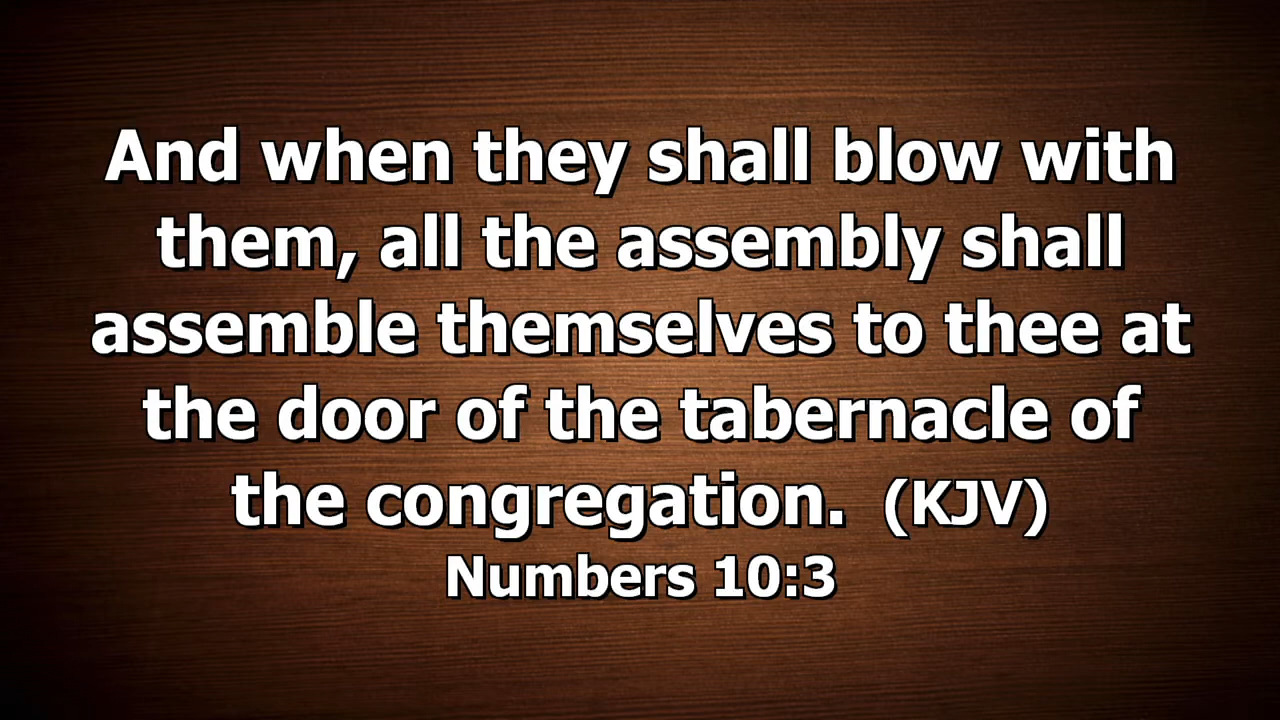 And when they shall blow with
them, all the assembly shall
assemble themselves to thee at
the door of the tabernacle of
the congregation. (KJV)
Numbers 10:3